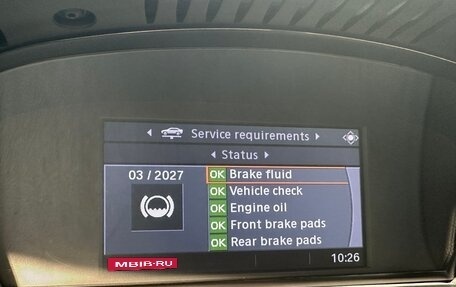 Service requirements
Status
03 / 2027
OK Brake fluid
OK Vehicle check
OK Engine oil
OK Front brake pads
OK Rear brake pads
MBIB·RU
10:26